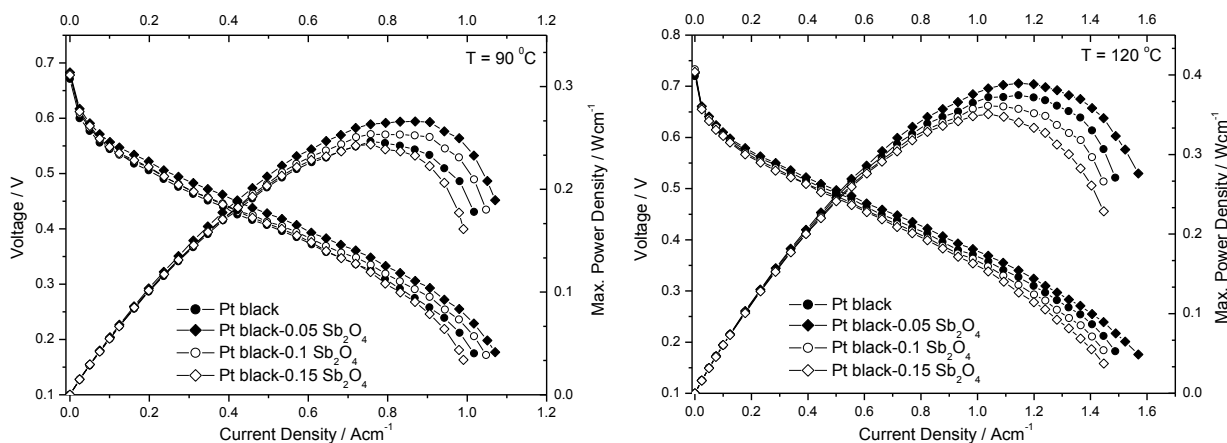 0.0 0.2 0.4 0.6 0.8 1.0 1.2
T = 90 ⁰C
0.7
0.6
0.5
0.4
0.3
0.2
0.1
Voltage / V
0.3
0.2
0.1
0.0
Max. Power Density / Wcm⁻¹
Pt black
Pt black-0.05 Sb₂O₄
Pt black-0.1 Sb₂O₄
Pt black-0.15 Sb₂O₄
0.0 0.2 0.4 0.6 0.8 1.0 1.2
Current Density / Acm⁻¹
0.0 0.2 0.4 0.6 0.8 1.0 1.2 1.4 1.6
T = 120 ⁰C
0.8
0.7
0.6
0.5
0.4
0.3
0.2
0.1
Voltage / V
0.4
0.3
0.2
0.1
0.0
Max. Power Density / Wcm⁻¹
Pt black
Pt black-0.05 Sb₂O₄
Pt black-0.1 Sb₂O₄
Pt black-0.15 Sb₂O₄
0.0 0.2 0.4 0.6 0.8 1.0 1.2 1.4 1.6
Current Density / Acm⁻¹